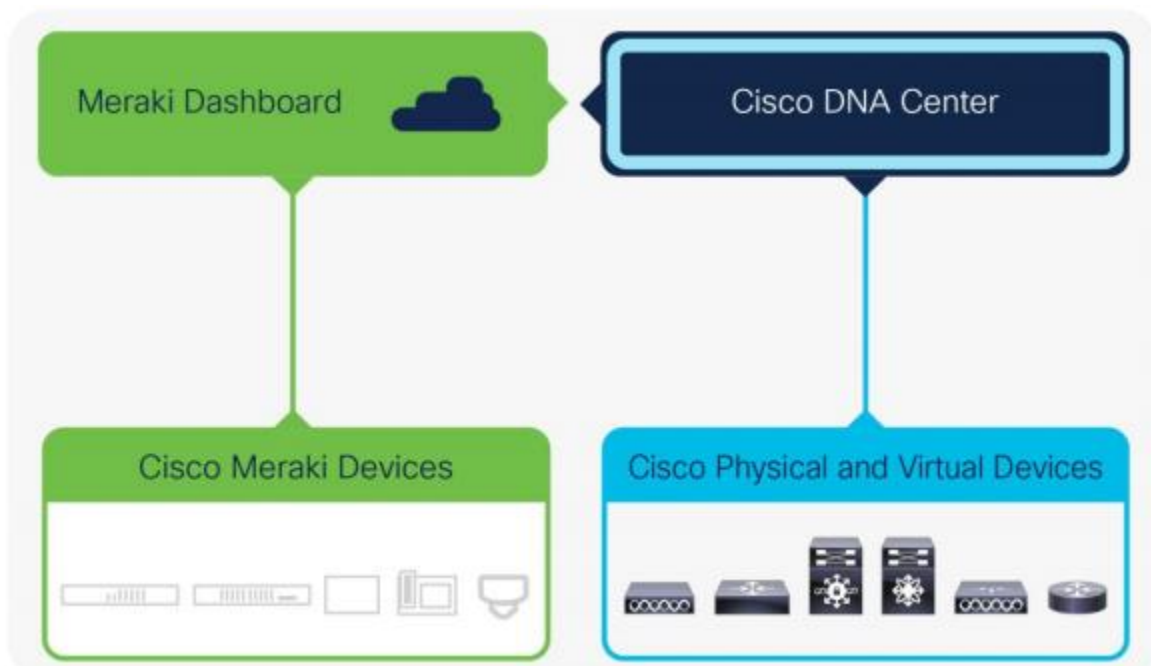 Meraki Dashboard
Cisco DNA Center
Cisco Meraki Devices
Cisco Physical and Virtual Devices